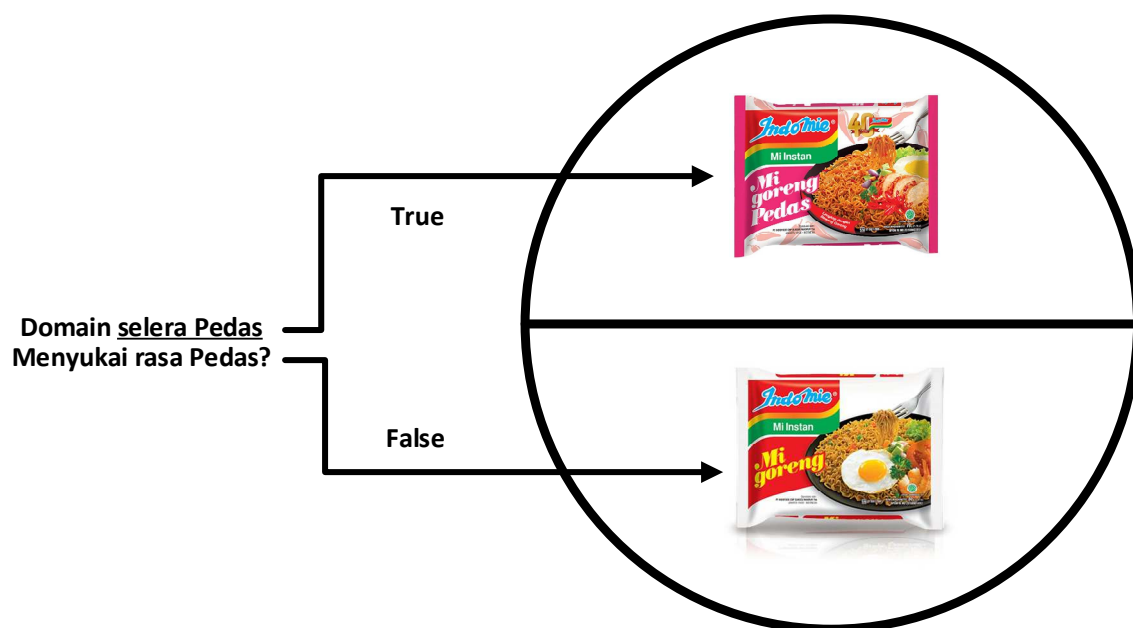 Indomie
40
Mi Instan
Mi
goreng
Pedas
True
Domain selera Pedas
Menyukai rasa Pedas?
Indomie
Mi Instan
Mi
goreng
False